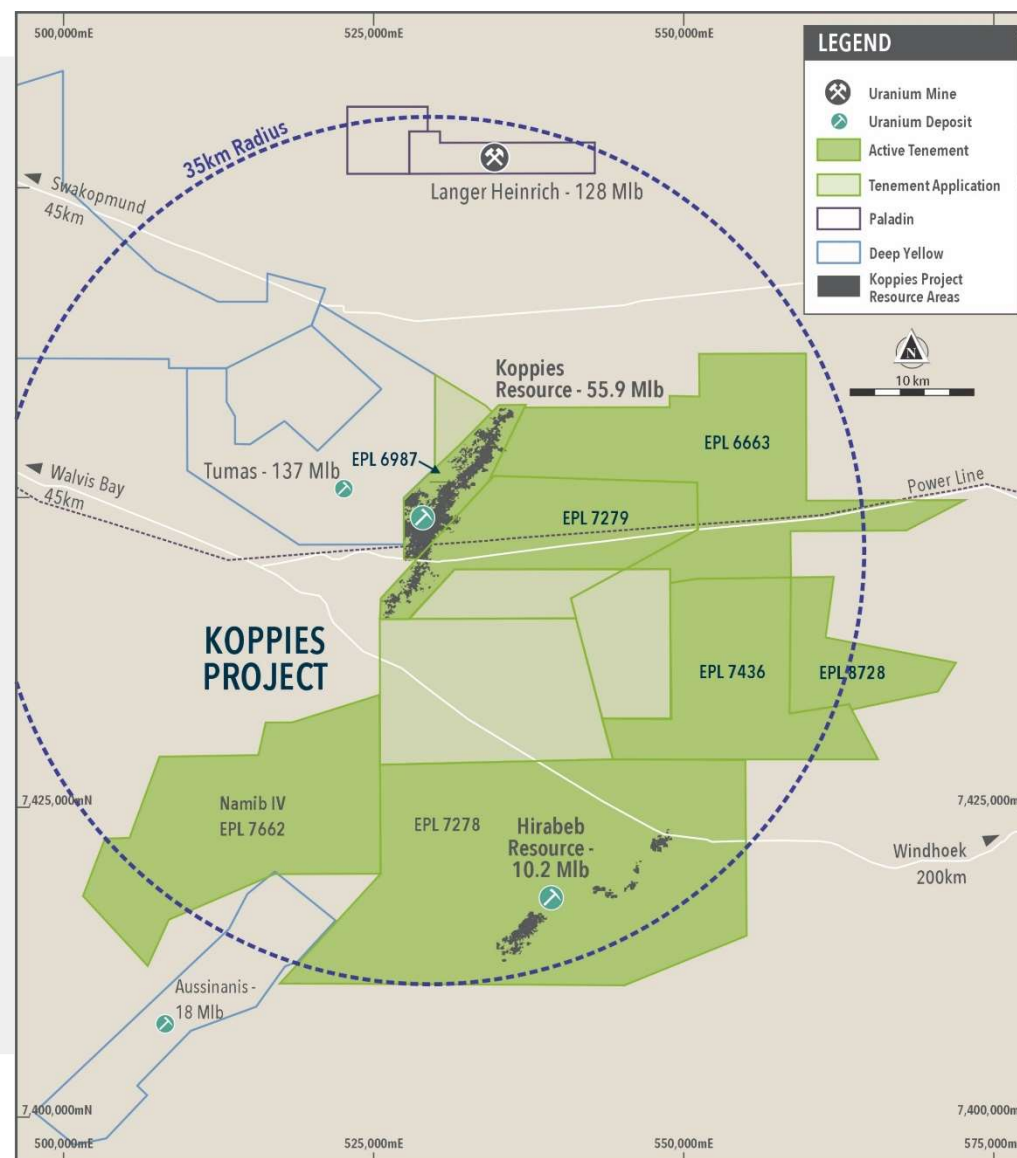 500,000mE
525,000mE
550,000mE
LEGEND
Uranium Mine
Uranium Deposit
Active Tenement
Tenement Application
Paladin
Deep Yellow
Koppies Project
Resource Areas
N
10 km
35km Radius
Langer Heinrich - 128 Mlb
Swakopmund
45km
Koppies
Resource - 55.9 Mlb
EPL 6663
EPL 6987
Tumas - 137 Mlb
Walvis Bay
45km
Power Line
EPL 7279
KOPPIES
PROJECT
EPL 7436
EPL 8728
7,425,000mN
7,425,000m
Namib IV
EPL 7662
EPL 7278
Hirabeb
Resource -
10.2 Mlb
Windhoek
200km
Aussinanis -
18 Mlb
7,400,000mN
7,400,000m
500,000mE
525,000mE
550,000mE
575,000m